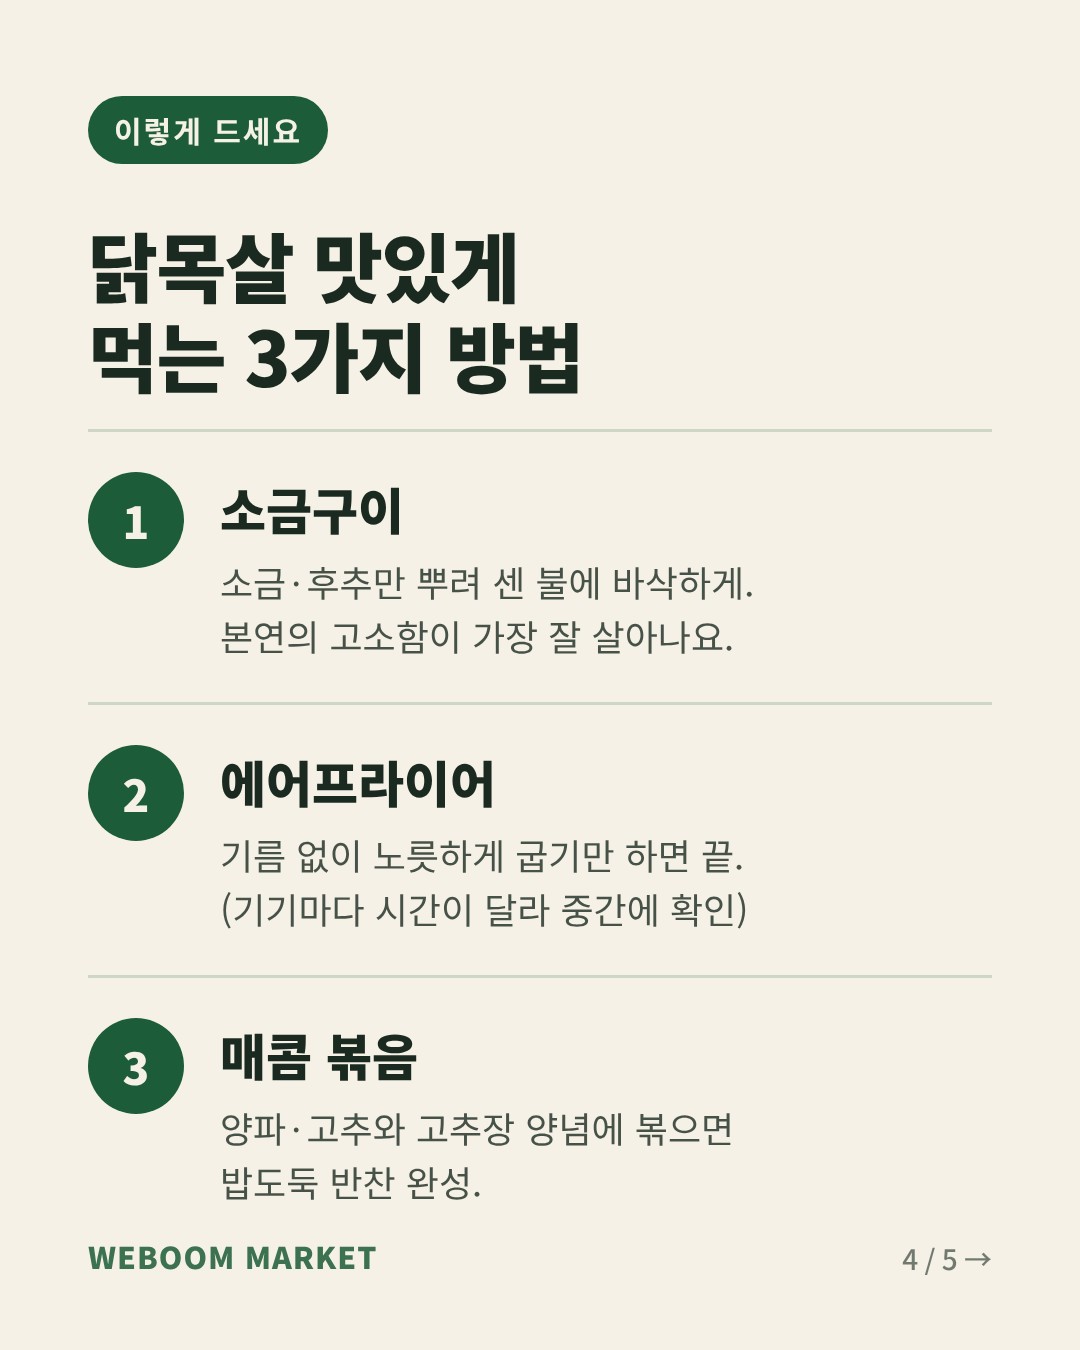 이렇게 드세요
닭목살 맛있게
먹는 3가지 방법
1
소금구이
소금·후추만 뿌려 센 불에 바삭하게.
본연의 고소함이 가장 잘 살아나요.
2
에어프라이어
기름 없이 노릇하게 굽기만 하면 끝.
(기기마다 시간이 달라 중간에 확인)
3
매콤 볶음
양파·고추와 고추장 양념에 볶으면
밥도둑 반찬 완성.
WEBOOM MARKET
4 / 5 →